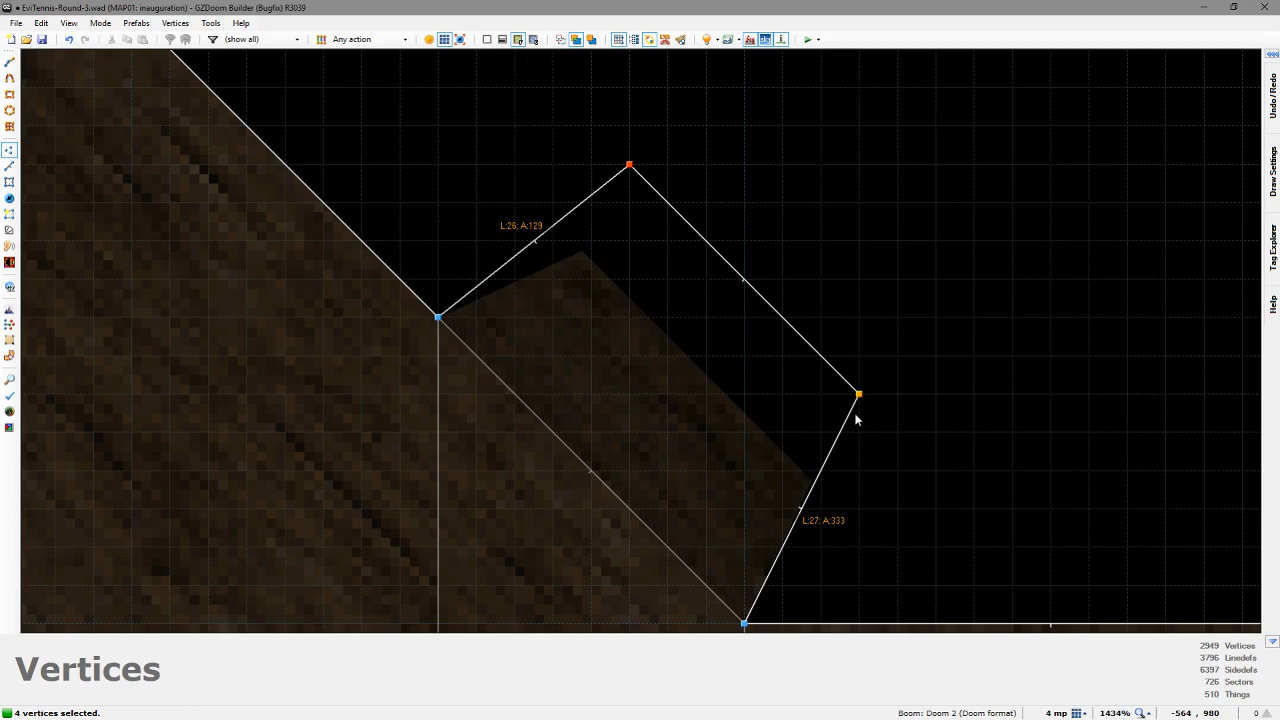 EviTennis-Round-3.wad (MAP01: inauguration) - GZDoom Builder (Bugfix) R3039
File Edit View Mode Prefabs Vertices Tools Help
(show all) Any action
Undo / Redo
Draw Settings
Tag Explorer
Help
L:26; A:129
L:27; A:333
Vertices
2949 Vertices
3796 Linedefs
6397 Sidedefs
726 Sectors
510 Things
4 vertices selected.
Boom: Doom 2 (Doom format) 4 mp 1434% -564 , 980 0